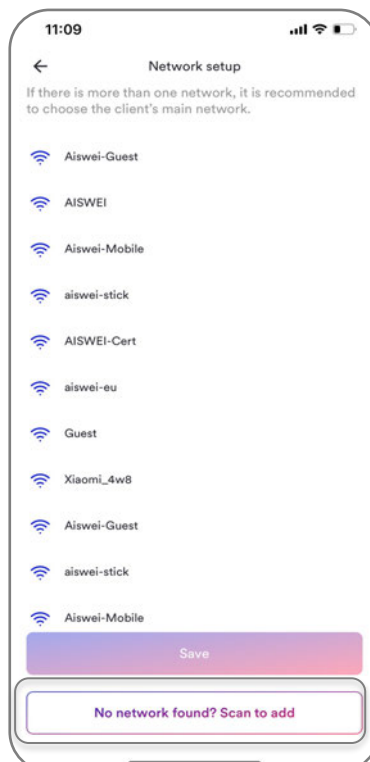 11:09
Network setup
If there is more than one network, it is recommended
to choose the client's main network.
Aiswei-Guest
AISWEI
Aiswei-Mobile
aiswei-stick
AISWEI-Cert
aiswei-eu
Guest
Xiaomi_4w8
Aiswei-Guest
aiswei-stick
Aiswei-Mobile
Save
No network found? Scan to add